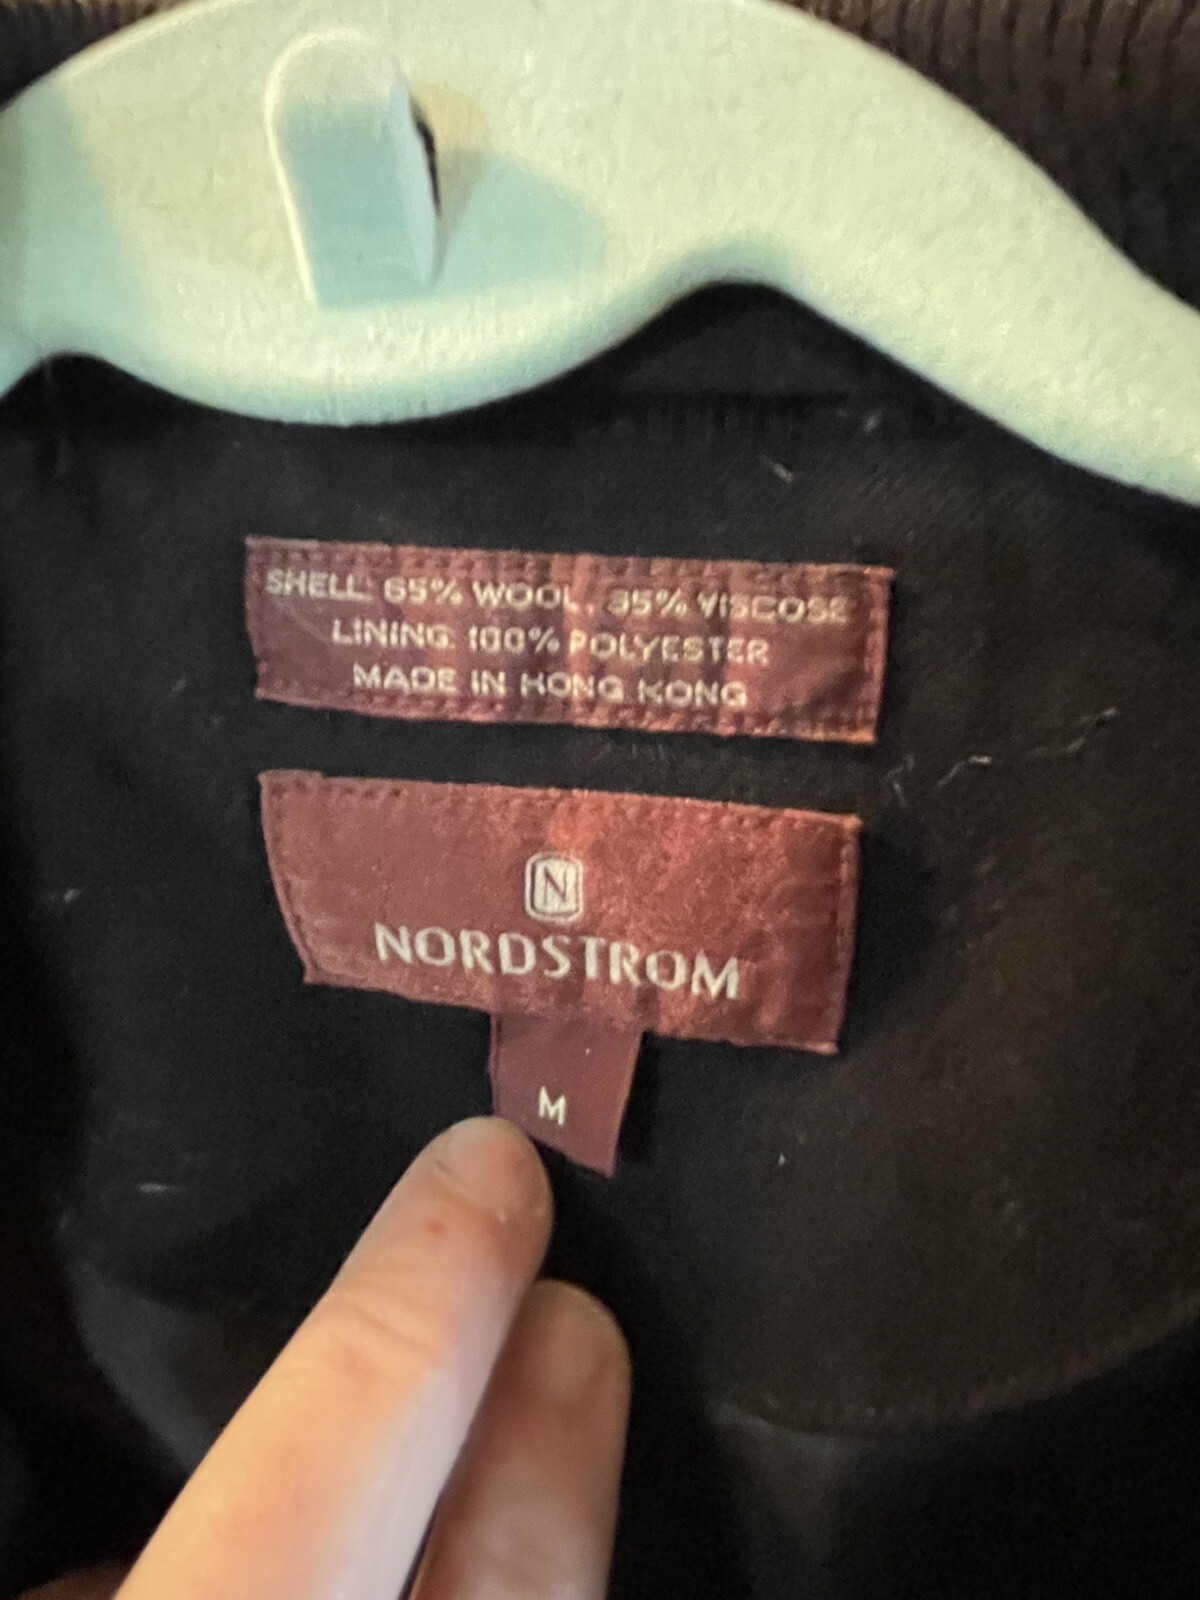 SHELL: 65% WOOL, 35% VISCOSE
LINING: 100% POLYESTER
MADE IN HONG KONG
N
NORDSTROM
M